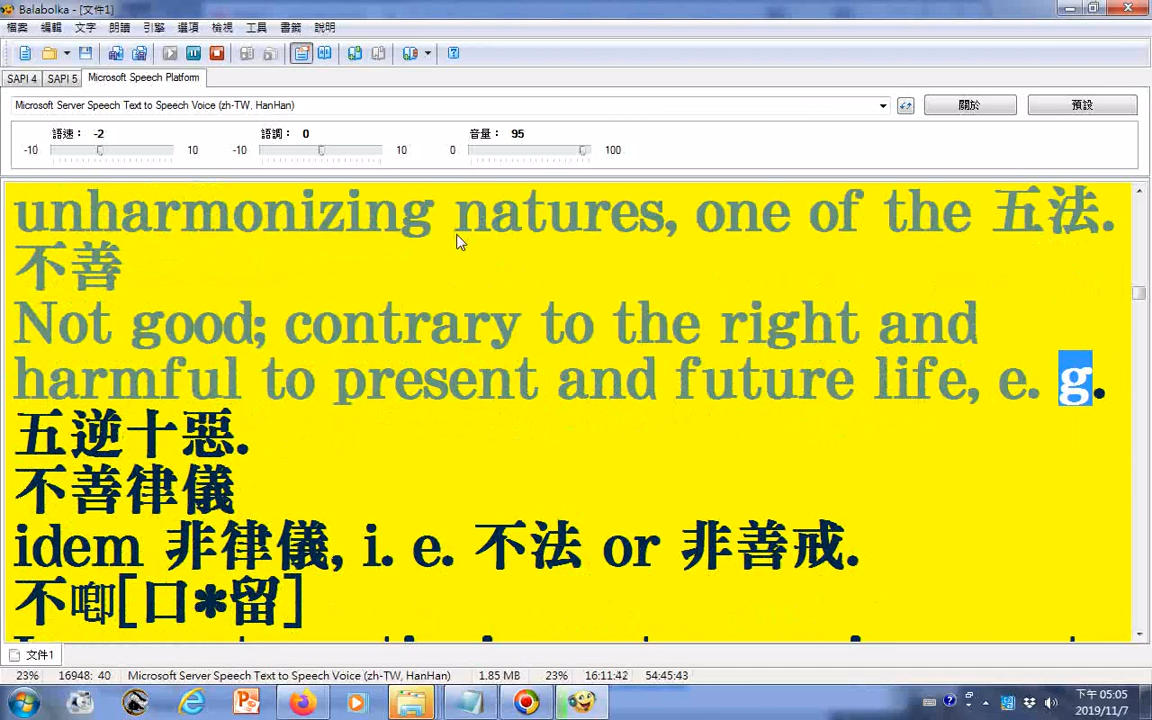 Balabolka - [文件1]
檔案 編輯 文字 朗讀 引擎 選項 檢視 工具 書籤 說明
SAPI 4 SAPI 5 Microsoft Speech Platform
Microsoft Server Speech Text to Speech Voice (zh-TW, HanHan) 關於 預設
語速： -2 語調： 0 音量： 95
-10 10 -10 10 0 100
unharmonizing natures, one of the 五法.
不善
Not good; contrary to the right and
harmful to present and future life, e. g.
五逆十惡.
不善律儀
idem 非律儀, i. e. 不法 or 非善戒.
不唧[口*留]
文件1
23% 16948: 40 Microsoft Server Speech Text to Speech Voice (zh-TW, HanHan) 1.85 MB 23% 16:11:42 54:45:43
下午 05:05
2019/11/7